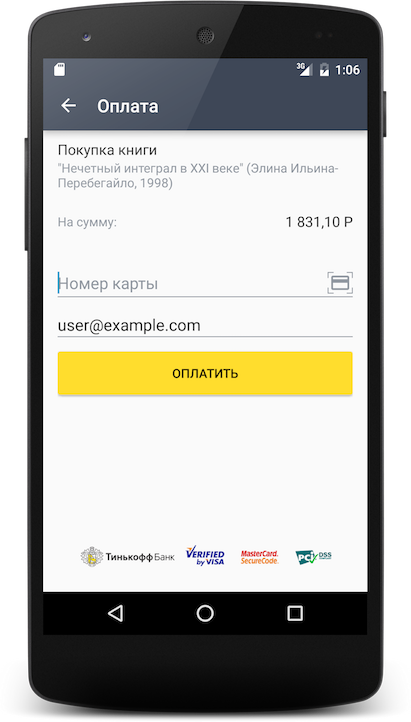 3G 1:06
Оплата
Покупка книги
"Нечетный интеграл в XXI веке" (Элина Ильина-
Перебегайло, 1998)
На сумму: 1 831,10 Р
Номер карты
user@example.com
ОПЛАТИТЬ
Тинькофф Банк VERIFIED by VISA MasterCard. SecureCode. PCI DSS